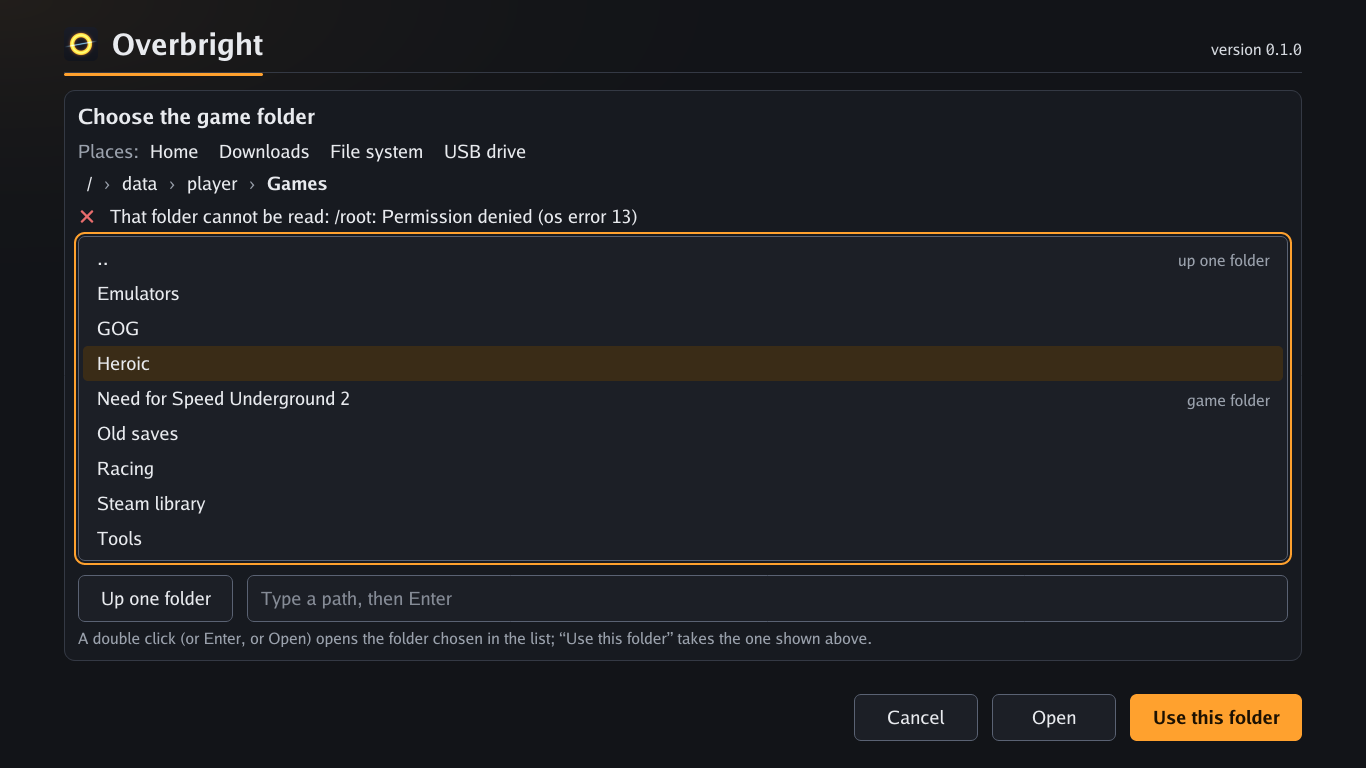 Overbright
version 0.1.0
Choose the game folder
Places: Home Downloads File system USB drive
/ › data › player › Games
✕ That folder cannot be read: /root: Permission denied (os error 13)
.. up one folder
Emulators
GOG
Heroic
Need for Speed Underground 2 game folder
Old saves
Racing
Steam library
Tools
Up one folder Type a path, then Enter
A double click (or Enter, or Open) opens the folder chosen in the list; “Use this folder” takes the one shown above.
Cancel Open Use this folder